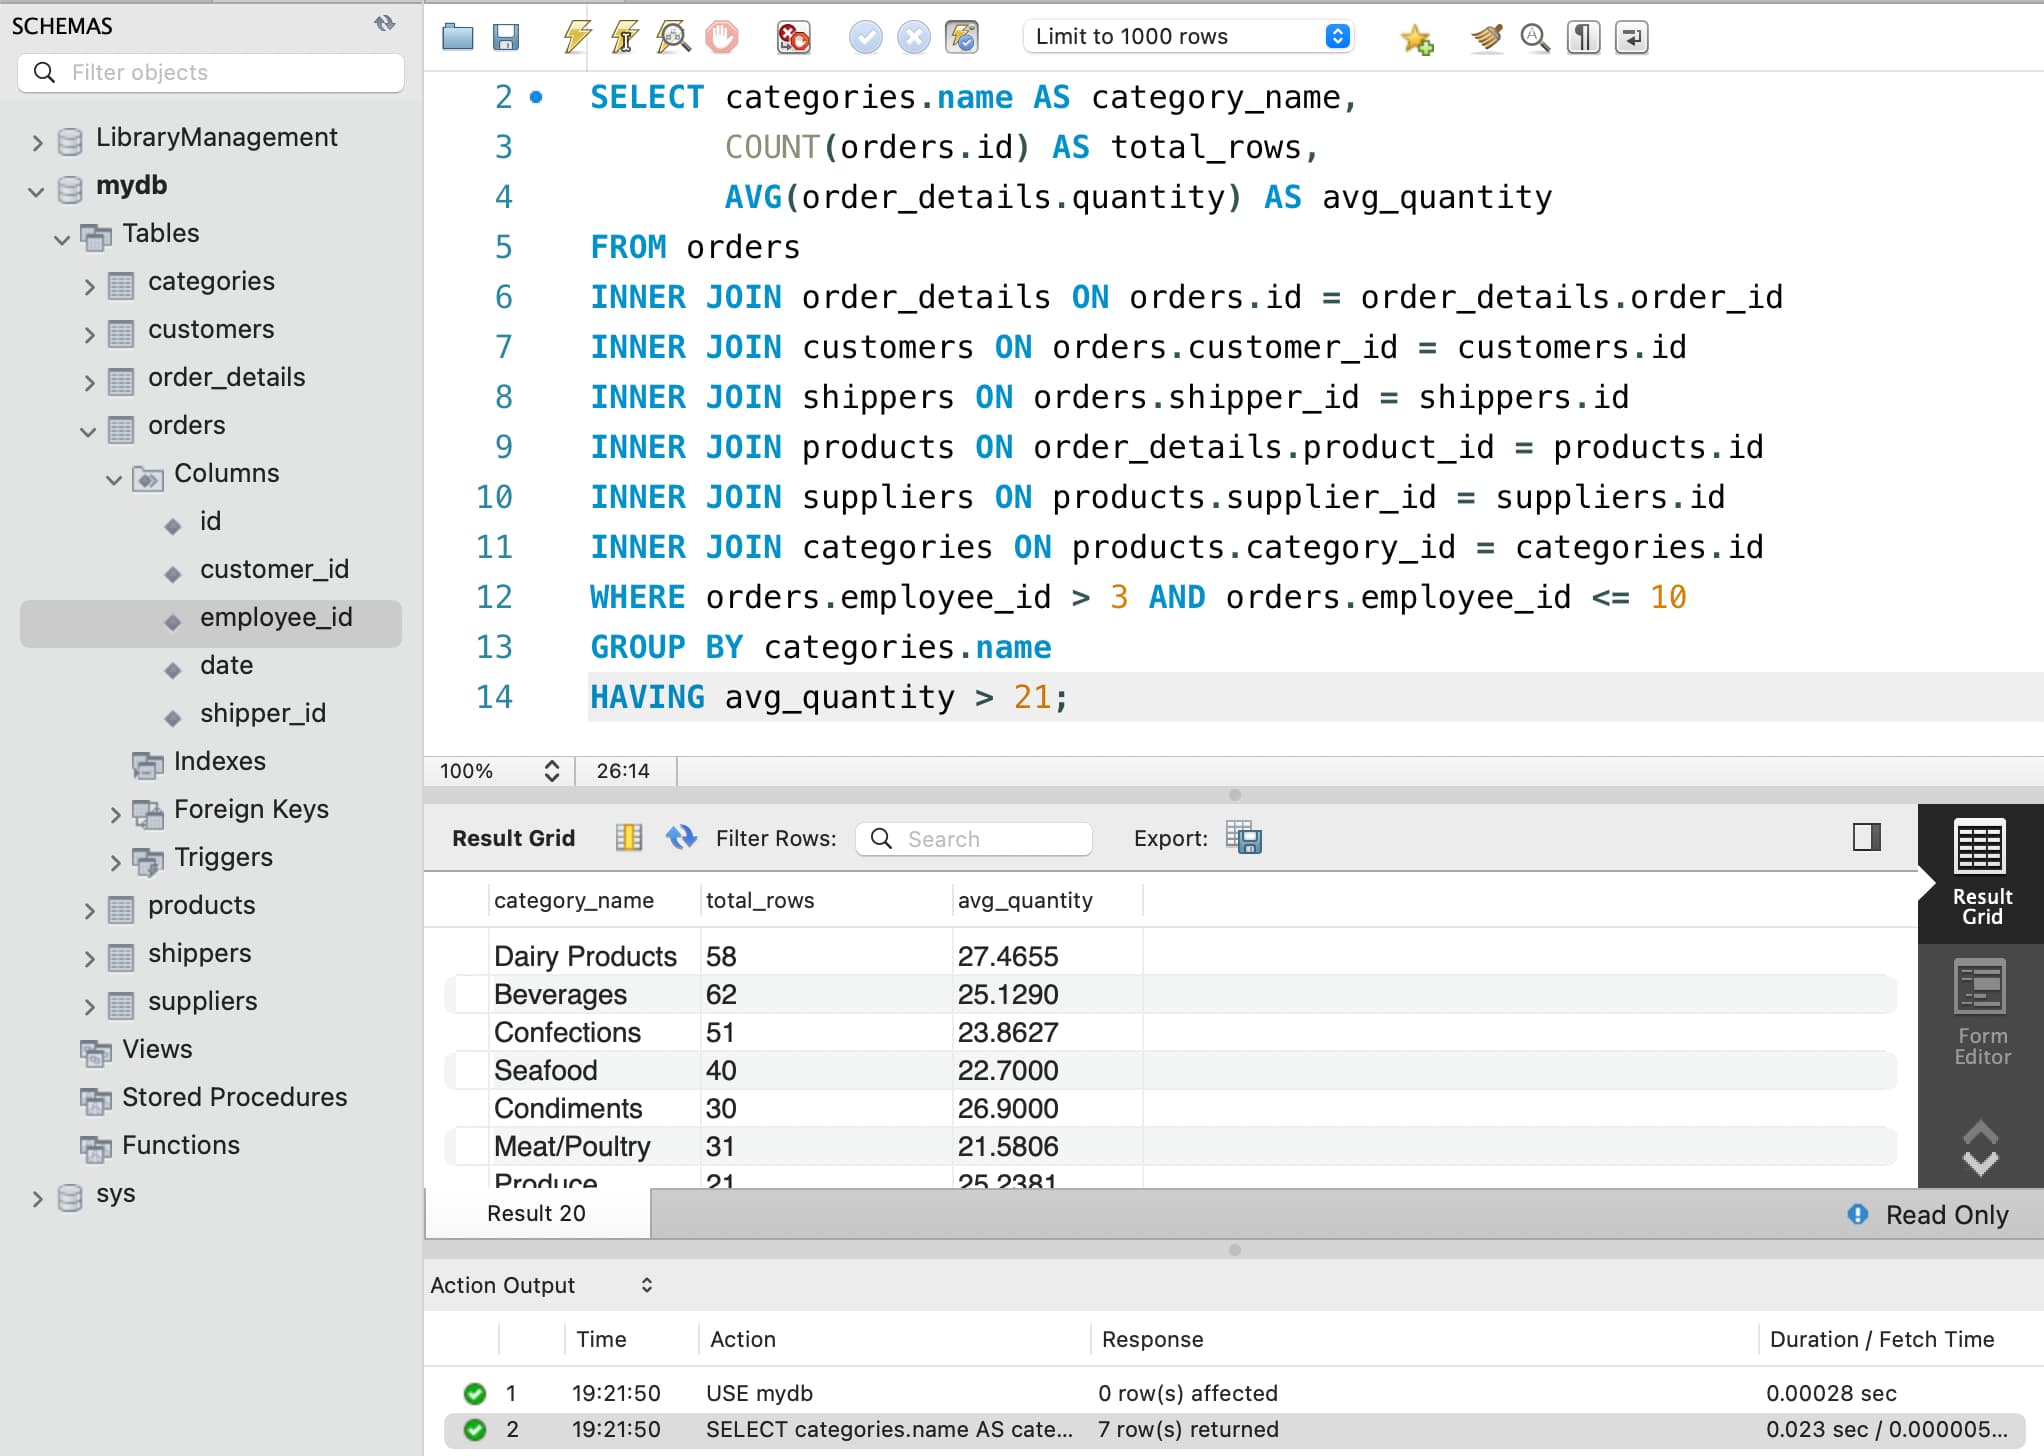 SCHEMAS
Filter objects
LibraryManagement
mydb
Tables
categories
customers
order_details
orders
Columns
id
customer_id
employee_id
date
shipper_id
Indexes
Foreign Keys
Triggers
products
shippers
suppliers
Views
Stored Procedures
Functions
sys
Limit to 1000 rows
2 SELECT categories.name AS category_name,
3 COUNT(orders.id) AS total_rows,
4 AVG(order_details.quantity) AS avg_quantity
5 FROM orders
6 INNER JOIN order_details ON orders.id = order_details.order_id
7 INNER JOIN customers ON orders.customer_id = customers.id
8 INNER JOIN shippers ON orders.shipper_id = shippers.id
9 INNER JOIN products ON order_details.product_id = products.id
10 INNER JOIN suppliers ON products.supplier_id = suppliers.id
11 INNER JOIN categories ON products.category_id = categories.id
12 WHERE orders.employee_id > 3 AND orders.employee_id <= 10
13 GROUP BY categories.name
14 HAVING avg_quantity > 21;
100% 26:14
Result Grid Filter Rows: Search Export:
category_name total_rows avg_quantity
Dairy Products 58 27.4655
Beverages 62 25.1290
Confections 51 23.8627
Seafood 40 22.7000
Condiments 30 26.9000
Meat/Poultry 31 21.5806
Produce 21 25.2381
Result
Grid
Form
Editor
Result 20 Read Only
Action Output
Time Action Response Duration / Fetch Time
1 19:21:50 USE mydb 0 row(s) affected 0.00028 sec
2 19:21:50 SELECT categories.name AS cate... 7 row(s) returned 0.023 sec / 0.000005...